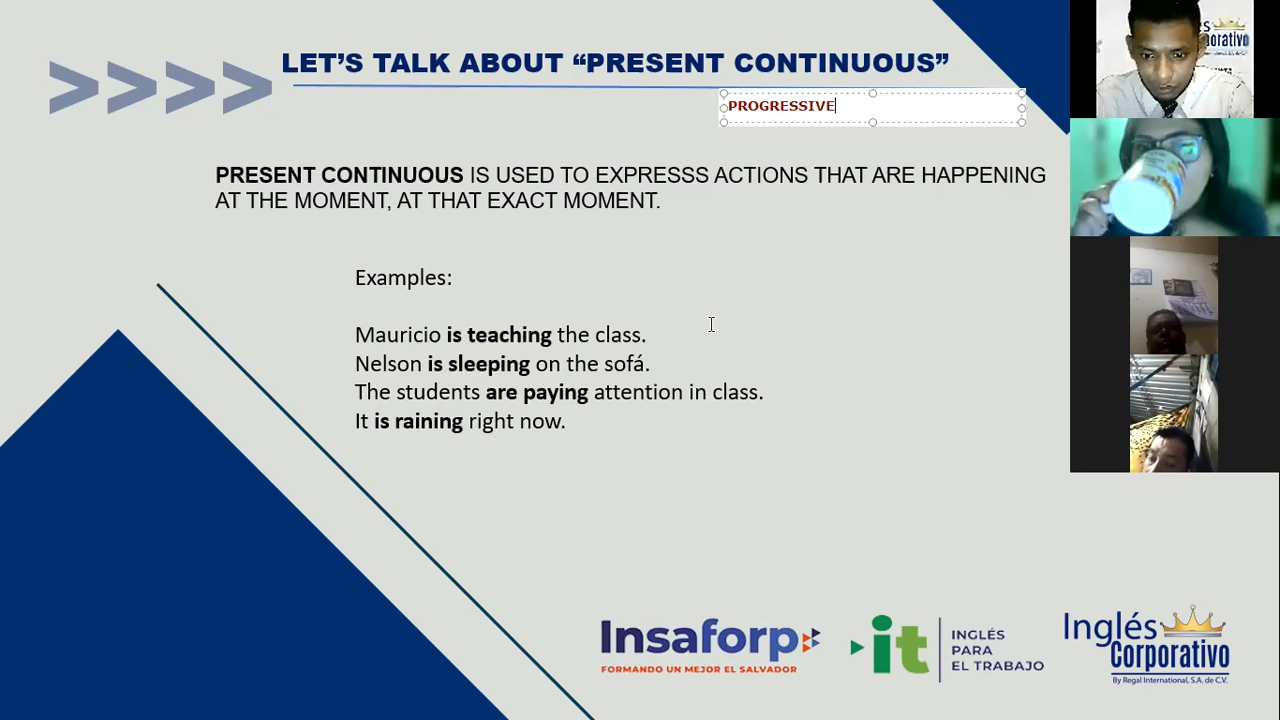 LET’S TALK ABOUT “PRESENT CONTINUOUS”
PROGRESSIVE
PRESENT CONTINUOUS IS USED TO EXPRESSS ACTIONS THAT ARE HAPPENING
AT THE MOMENT, AT THAT EXACT MOMENT.
Examples:
Mauricio is teaching the class.
Nelson is sleeping on the sofá.
The students are paying attention in class.
It is raining right now.
Insaforp
FORMANDO UN MEJOR EL SALVADOR
it
INGLÉS
PARA
EL TRABAJO
Inglés
Corporativo
By Regal International, S.A. de C.V.